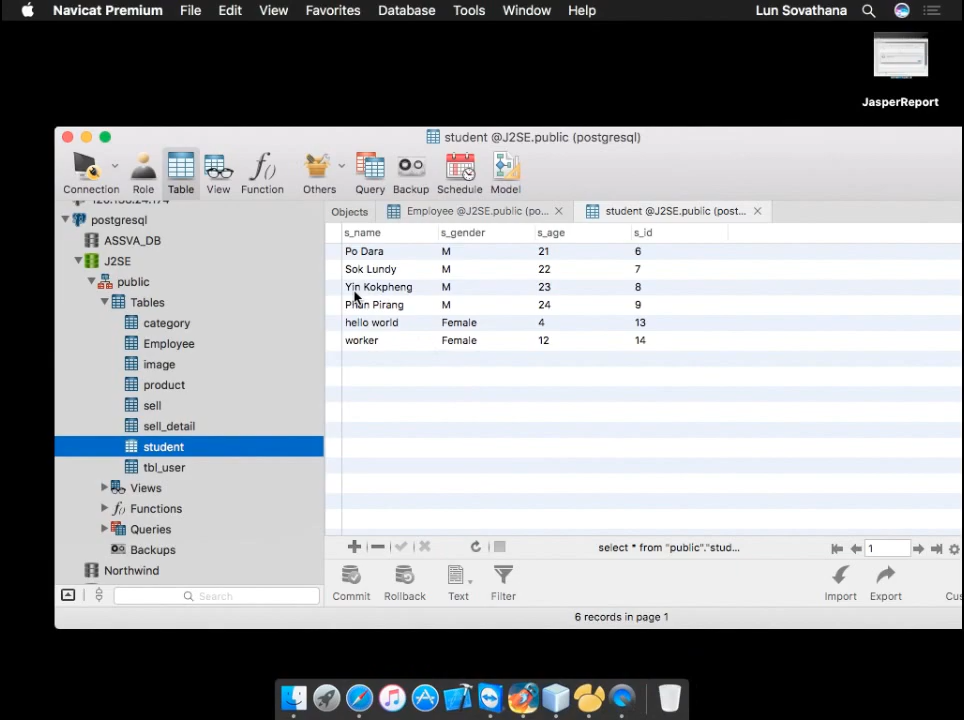 Navicat Premium File Edit View Favorites Database Tools Window Help Lun Sovathana
JasperReport
student @J2SE.public (postgresql)
Connection Role Table View Function Others Query Backup Schedule Model
postgresql
ASSVA_DB
J2SE
public
Tables
category
Employee
image
product
sell
sell_detail
student
tbl_user
Views
Functions
Queries
Backups
Northwind
Search
Objects Employee @J2SE.public (po... student @J2SE.public (post...
s_name s_gender s_age s_id
Po Dara M 21 6
Sok Lundy M 22 7
Yin Kokpheng M 23 8
Phan Pirang M 24 9
hello world Female 4 13
worker Female 12 14
select * from "public"."stud... 1
Commit Rollback Text Filter Import Export Cus
6 records in page 1